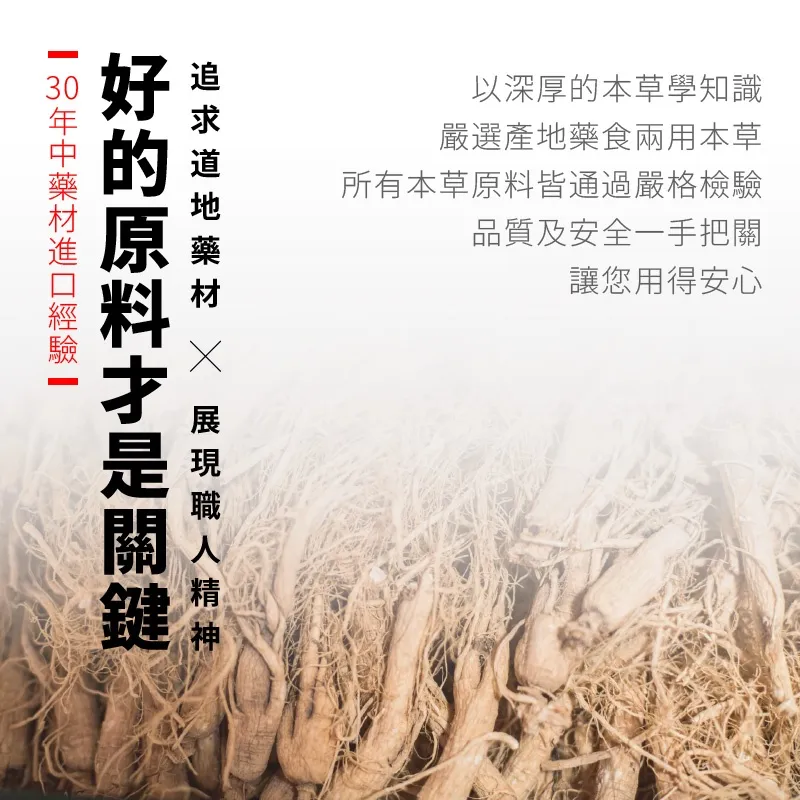 30年中藥材進口經驗
好的原料才是關鍵
追求道地藥材 × 展現職人精神
以深厚的本草學知識
嚴選產地藥食兩用本草
所有本草原料皆通過嚴格檢驗
品質及安全一手把關
讓您用得安心